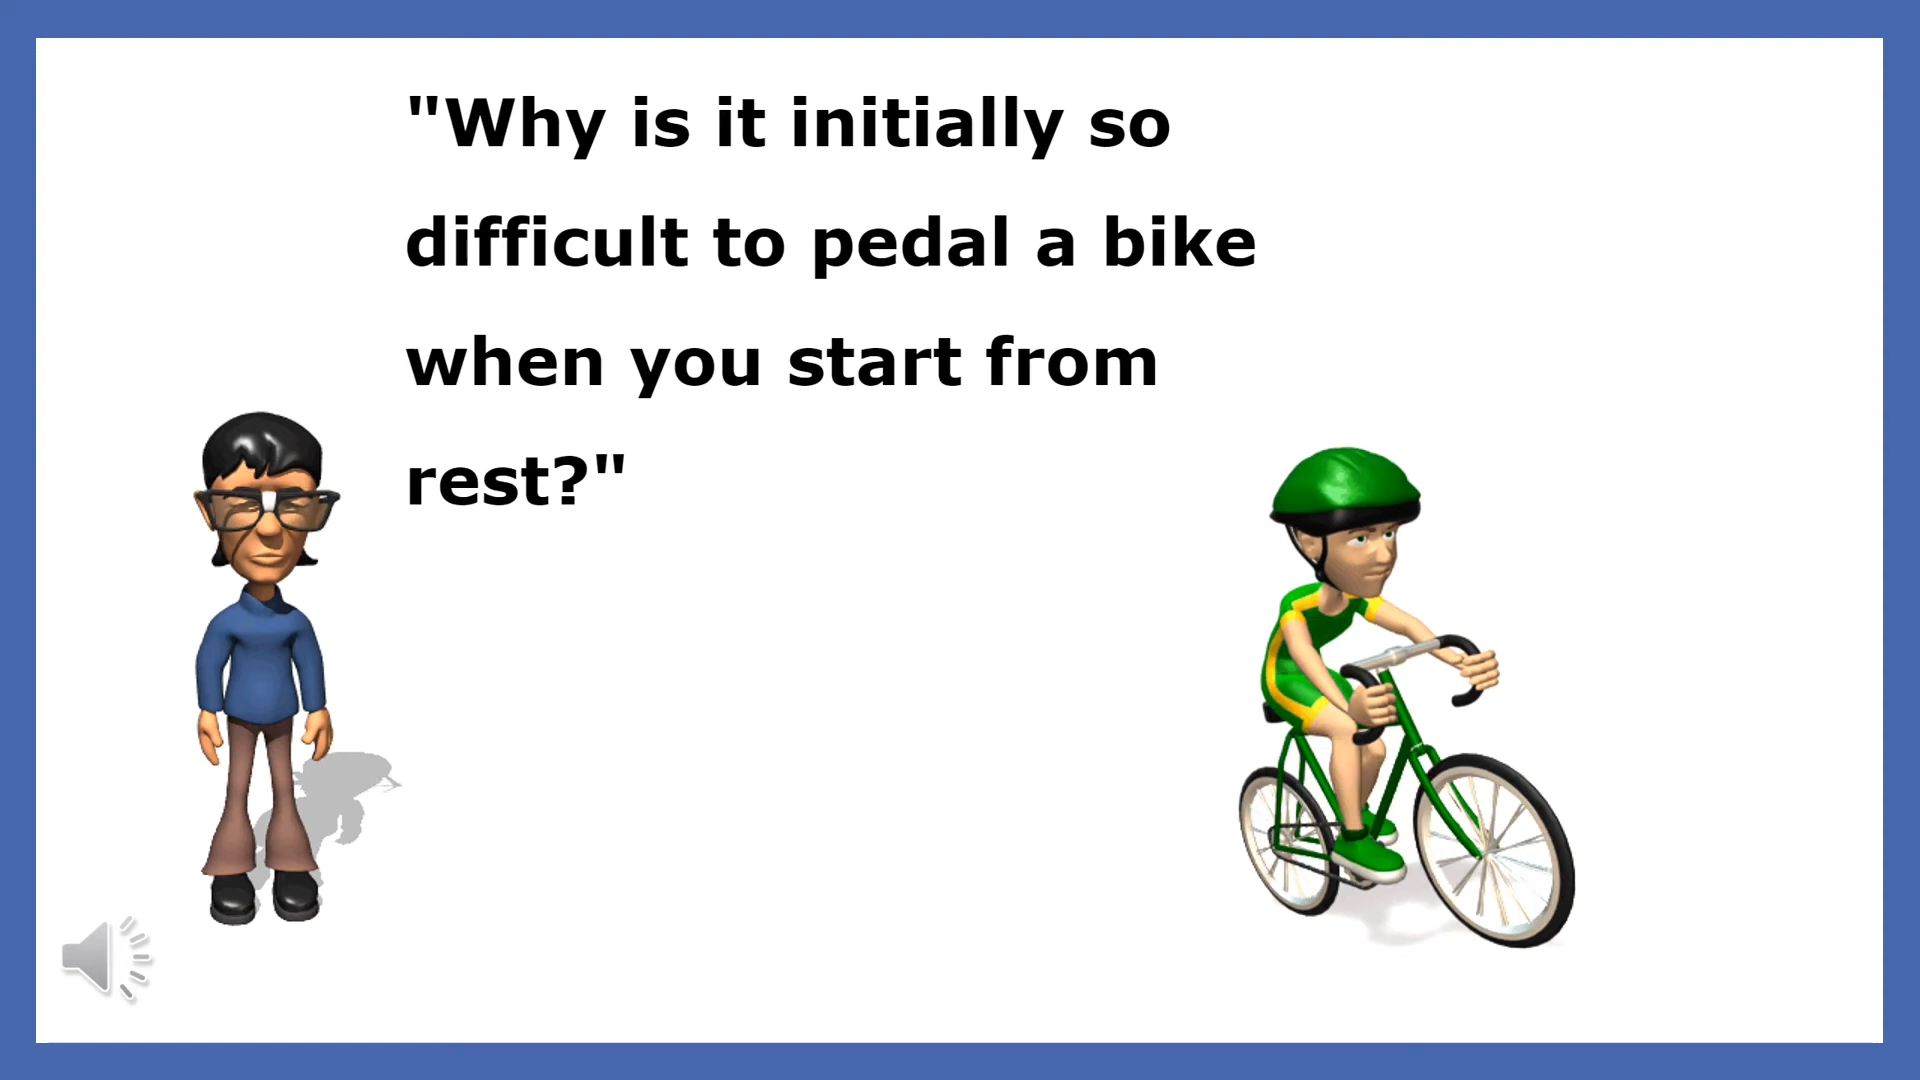 "Why is it initially so
difficult to pedal a bike
when you start from
rest?"